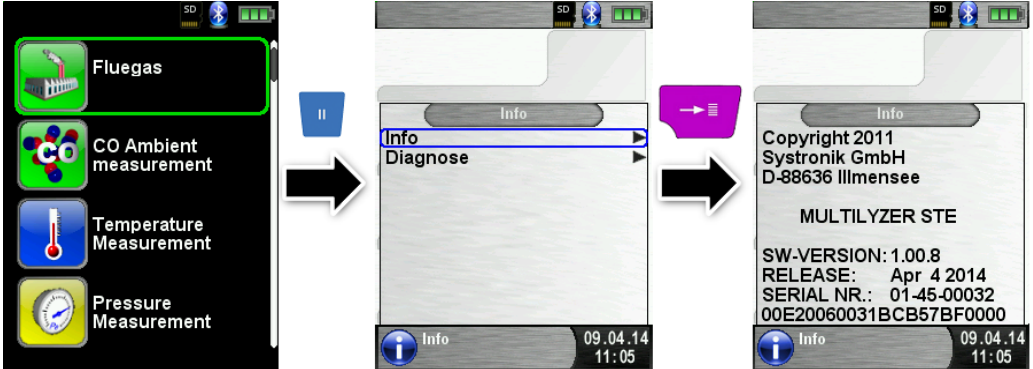 SD
Fluegas
CO
CO Ambient
measurement
Temperature
Measurement
Pressure
Measurement
II
SD
Info
Info
Diagnose
Info
09.04.14
11:05
SD
Info
Copyright 2011
Systronik GmbH
D-88636 Illmensee
MULTILYZER STE
SW-VERSION: 1.00.8
RELEASE: Apr 4 2014
SERIAL NR.: 01-45-00032
00E20060031BCB57BF0000
Info
09.04.14
11:05